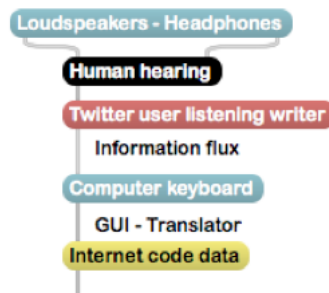 Loudspeakers - Headphones
Human hearing
Twitter user listening writer
Information flux
Computer keyboard
GUI - Translator
Internet code data